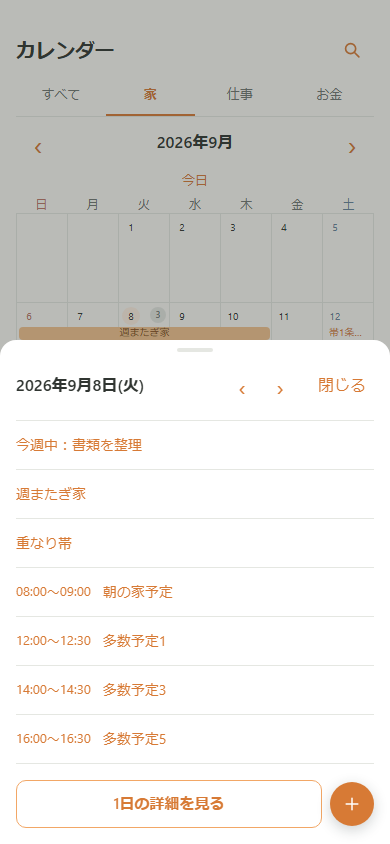 カレンダー
すべて 家 仕事 お金
‹ 2026年9月 ›
今日
日 月 火 水 木 金 土
1 2 3 4 5
6 7 8 3 9 10 11 12
週またぎ家 帯1条...
2026年9月8日(火) ‹ › 閉じる
今週中：書類を整理
週またぎ家
重なり帯
08:00～09:00 朝の家予定
12:00～12:30 多数予定1
14:00～14:30 多数予定3
16:00～16:30 多数予定5
1日の詳細を見る +